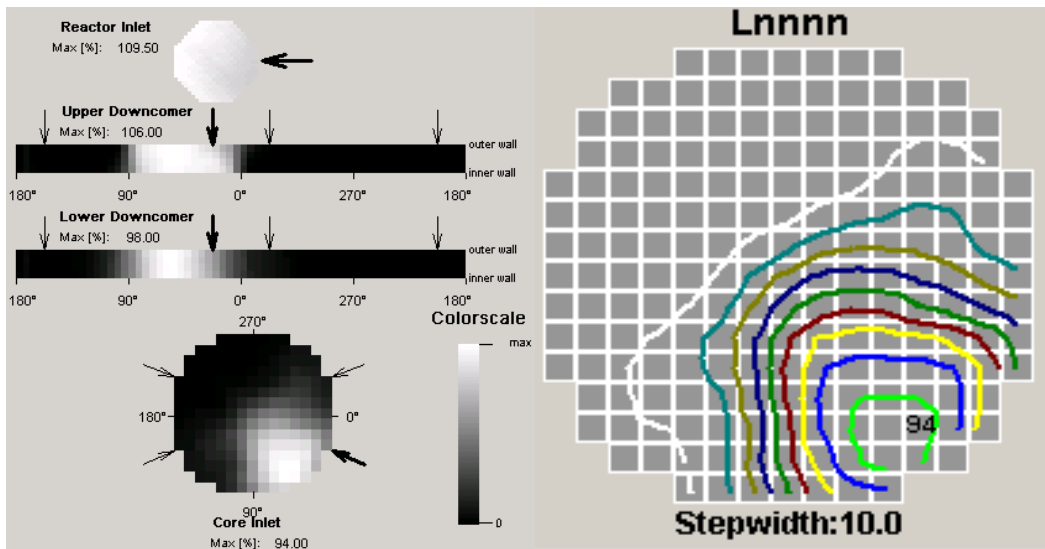 Reactor Inlet
Max [%]: 109.50
Upper Downcomer
Max [%]: 106.00
outer wall
inner wall
180° 90° 0° 270° 180°
Lower Downcomer
Max [%]: 98.00
outer wall
inner wall
180° 90° 0° 270° 180°
Colorscale
max
0
270°
180° 0°
90°
Core Inlet
Max [%]: 94.00
Lnnnn
94
Stepwidth:10.0